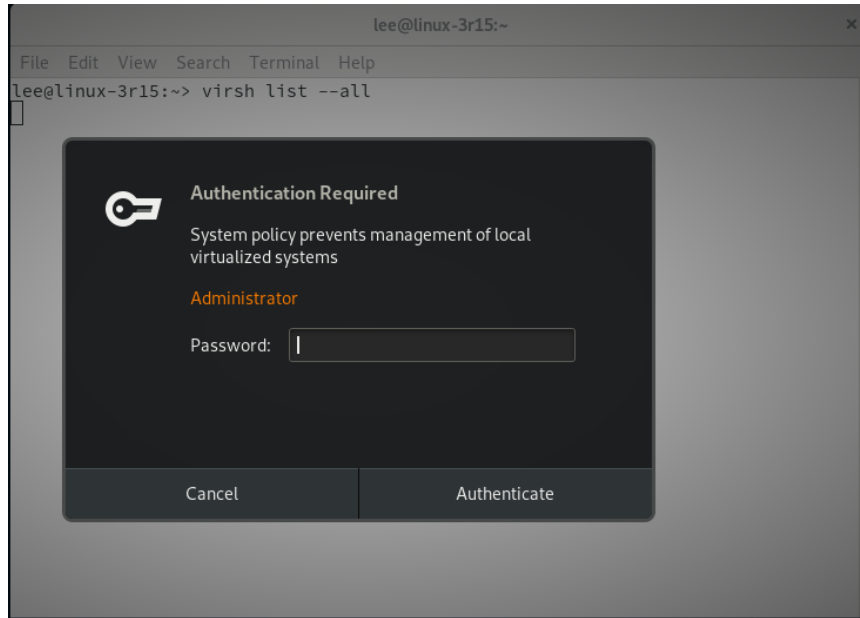 lee@linux-3r15:~ ×
File Edit View Search Terminal Help
lee@linux-3r15:~> virsh list --all
Authentication Required
System policy prevents management of local
virtualized systems
Administrator
Password:
Cancel Authenticate